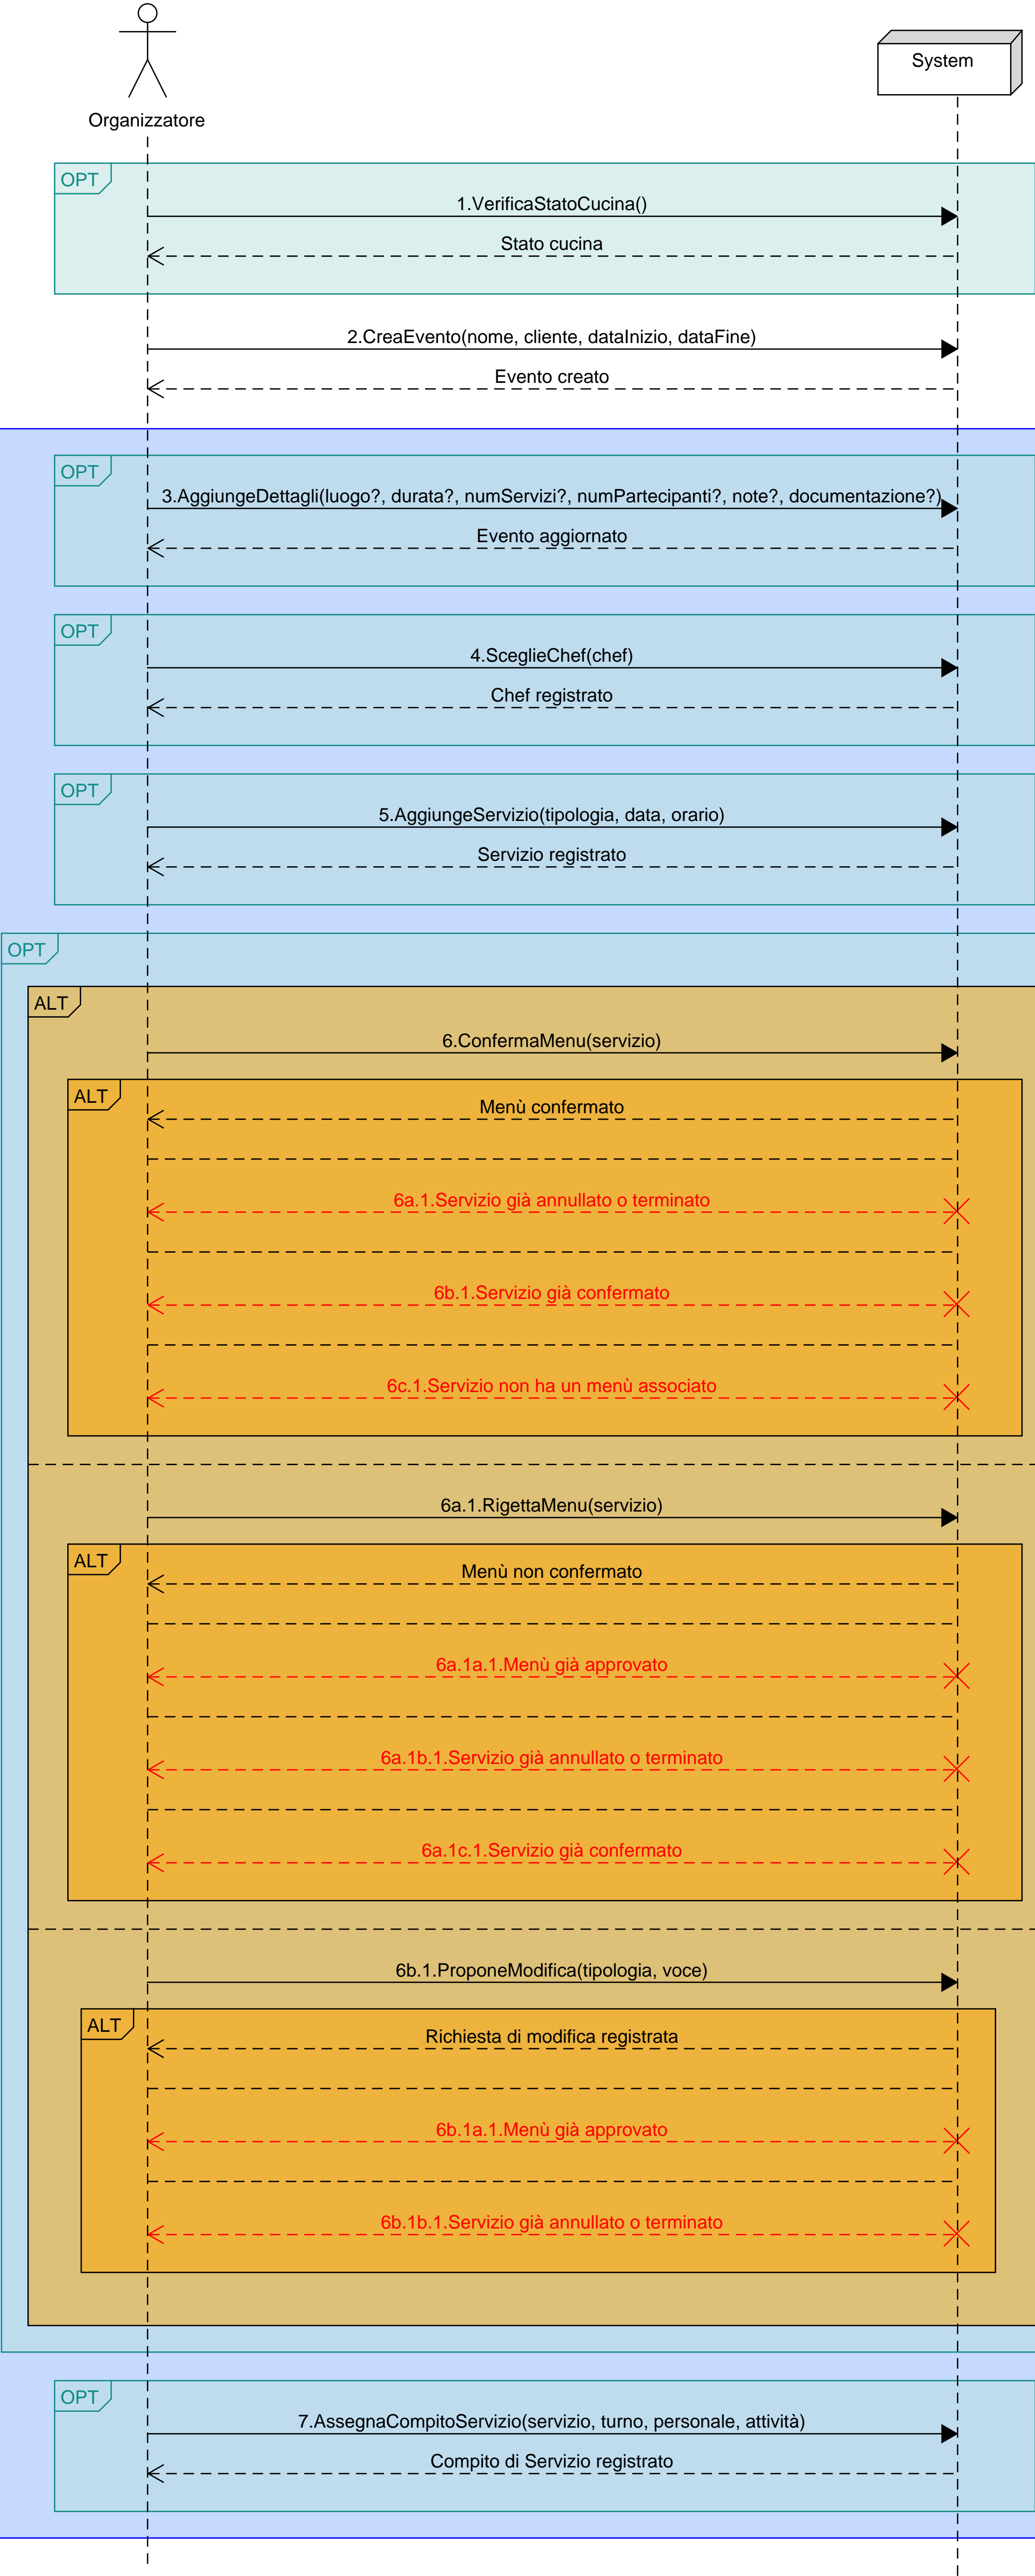 System
Organizzatore
OPT
1.VerificaStatoCucina()
Stato cucina
2.CreaEvento(nome, cliente, dataInizio, dataFine)
Evento creato
OPT
3.AggiungeDettagli(luogo?, durata?, numServizi?, numPartecipanti?, note?, documentazione?)
Evento aggiornato
OPT
4.SceglieChef(chef)
Chef registrato
OPT
5.AggiungeServizio(tipologia, data, orario)
Servizio registrato
OPT
ALT
6.ConfermaMenu(servizio)
ALT
Menù confermato
6a.1.Servizio già annullato o terminato
6b.1.Servizio già confermato
6c.1.Servizio non ha un menù associato
6a.1.RigettaMenu(servizio)
ALT
Menù non confermato
6a.1a.1.Menù già approvato
6a.1b.1.Servizio già annullato o terminato
6a.1c.1.Servizio già confermato
6b.1.ProponeModifica(tipologia, voce)
ALT
Richiesta di modifica registrata
6b.1a.1.Menù già approvato
6b.1b.1.Servizio già annullato o terminato
OPT
7.AssegnaCompitoServizio(servizio, turno, personale, attività)
Compito di Servizio registrato